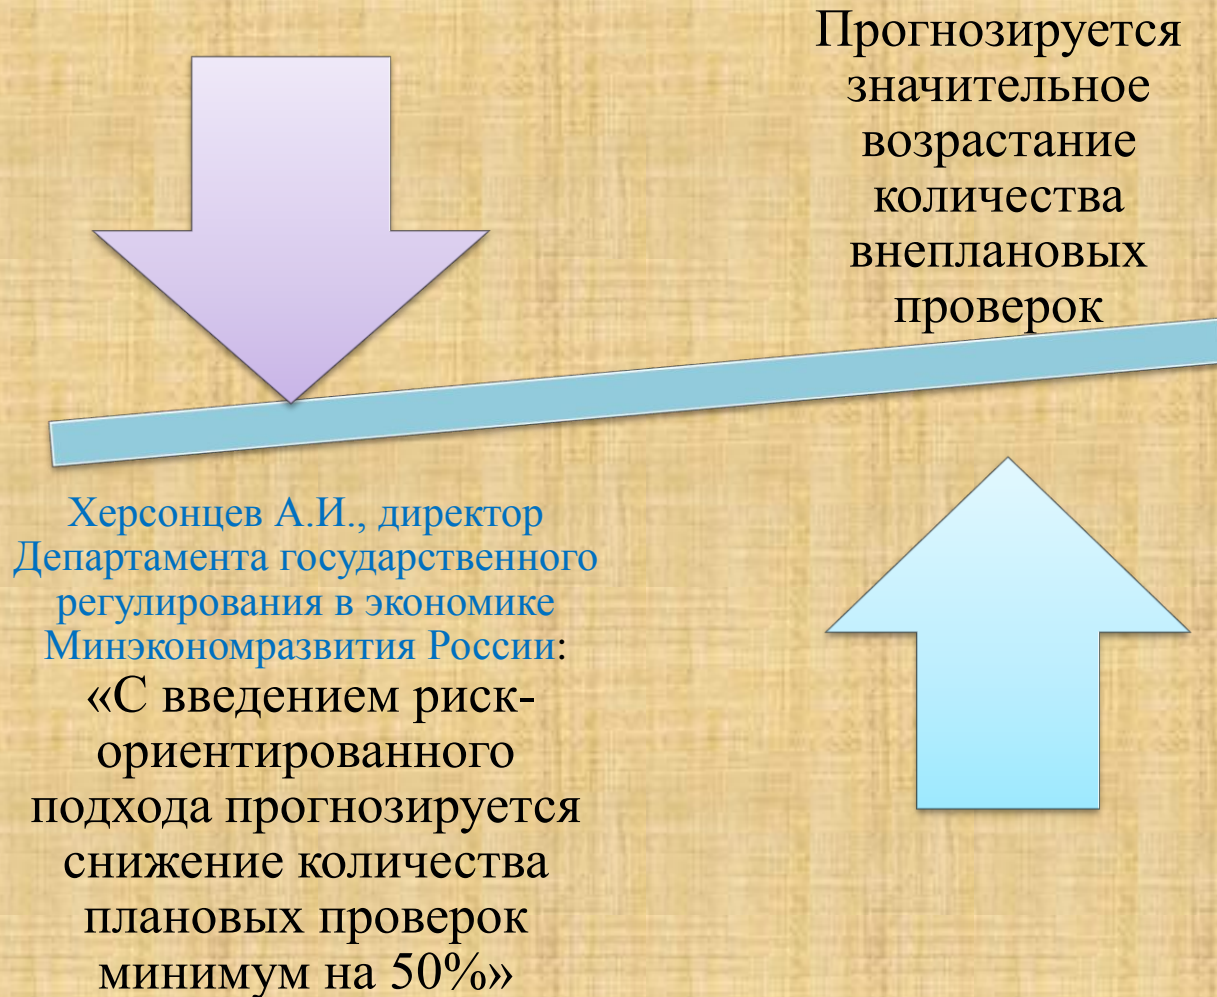 Прогнозируется
значительное
возрастание
количества
внеплановых
проверок
Херсонцев А.И., директор
Департамента государственного
регулирования в экономике
Минэкономразвития России:
«С введением риск-
ориентированного
подхода прогнозируется
снижение количества
плановых проверок
минимум на 50%»